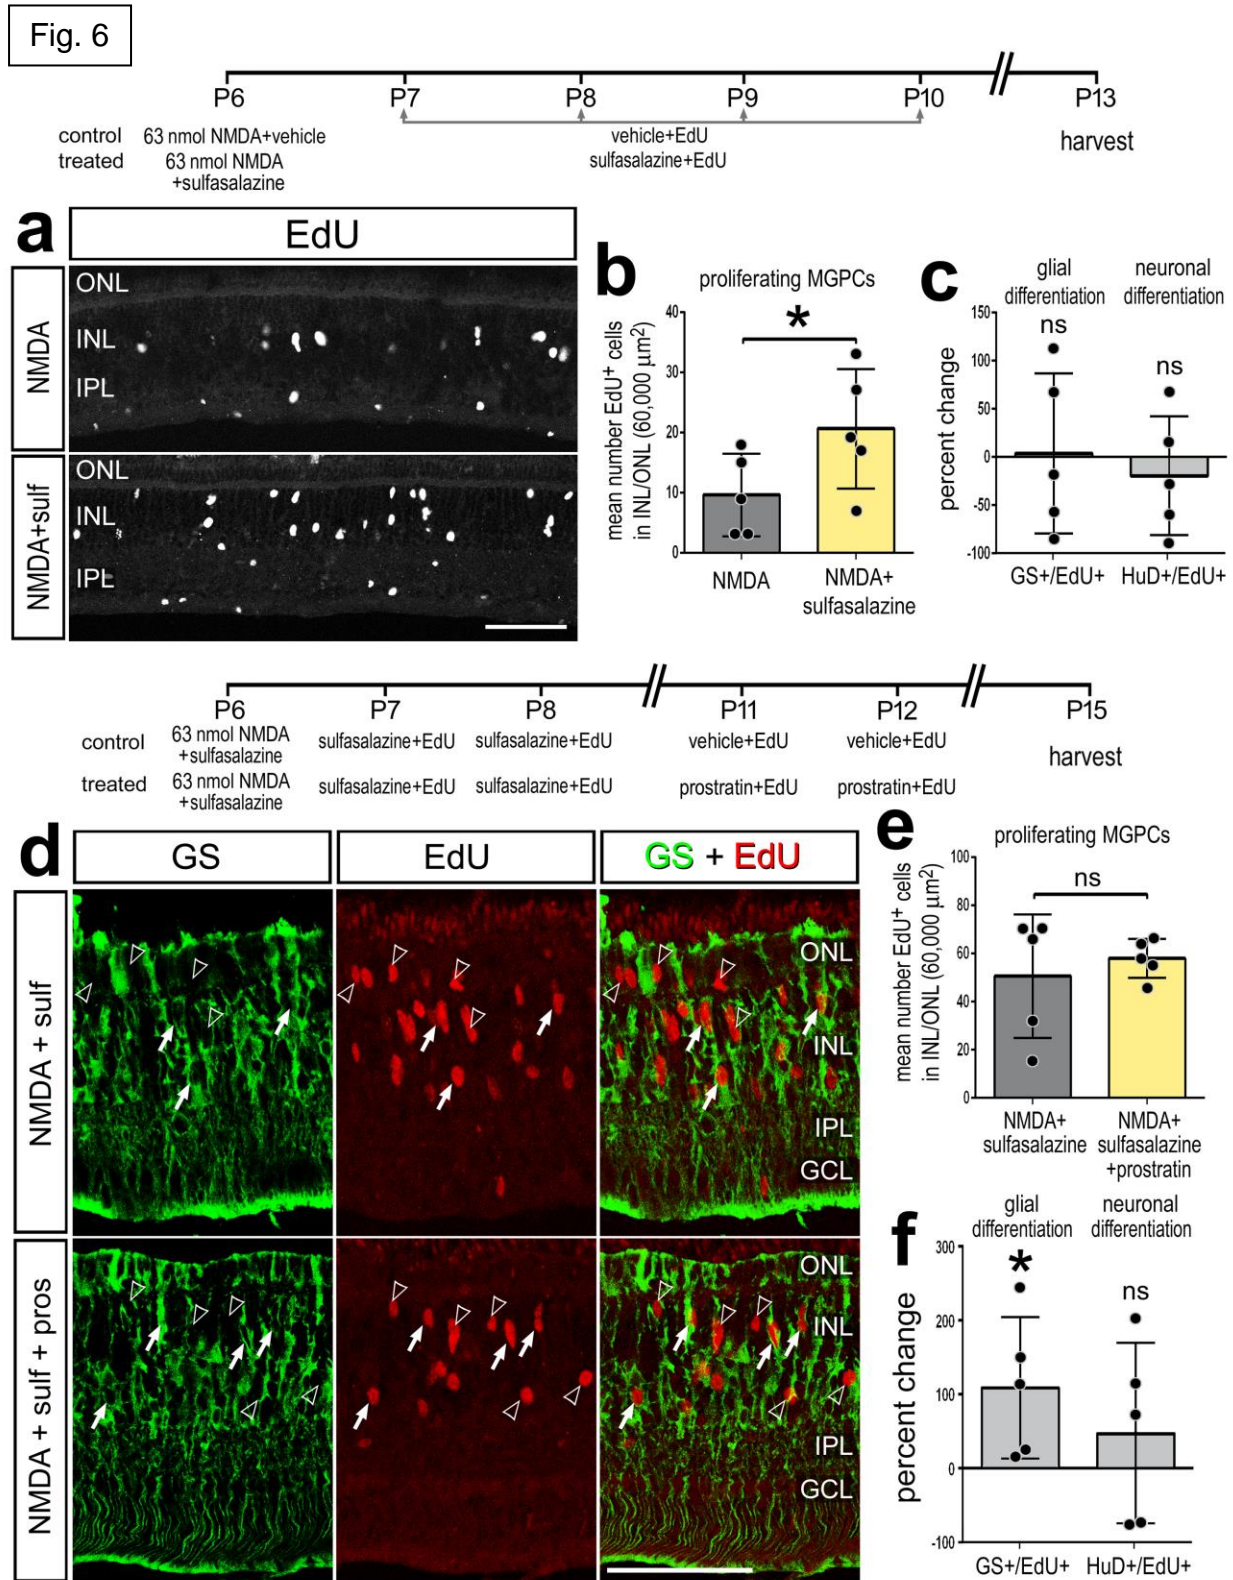 Fig. 6
P6 P7 P8 P9 P10 P13
control 63 nmol NMDA+vehicle vehicle+EdU harvest
treated 63 nmol NMDA sulfasalazine+EdU
+sulfasalazine
a
EdU
NMDA
ONL
INL
IPL
NMDA+sulf
ONL
INL
IPL
b
proliferating MGPCs
*
mean number EdU+ cells
in INL/ONL (60,000 µm2)
40
30
20
10
0
NMDA
NMDA+
sulfasalazine
c
glial
differentiation
neuronal
differentiation
ns
ns
percent change
150
100
50
0
-50
-100
GS+/EdU+ HuD+/EdU+
P6 P7 P8 P11 P12 P15
control 63 nmol NMDA sulfasalazine+EdU sulfasalazine+EdU vehicle+EdU vehicle+EdU harvest
+sulfasalazine
treated 63 nmol NMDA sulfasalazine+EdU sulfasalazine+EdU prostratin+EdU prostratin+EdU
+sulfasalazine
d
GS
EdU
GS + EdU
NMDA + sulf
ONL
INL
IPL
GCL
NMDA + sulf + pros
ONL
INL
IPL
GCL
e
proliferating MGPCs
ns
mean number EdU+ cells
in INL/ONL (60,000 µm2)
100
80
60
40
20
0
NMDA+
sulfasalazine
NMDA+
sulfasalazine
+prostratin
f
glial
differentiation
neuronal
differentiation
*
ns
percent change
300
200
100
0
-100
GS+/EdU+ HuD+/EdU+